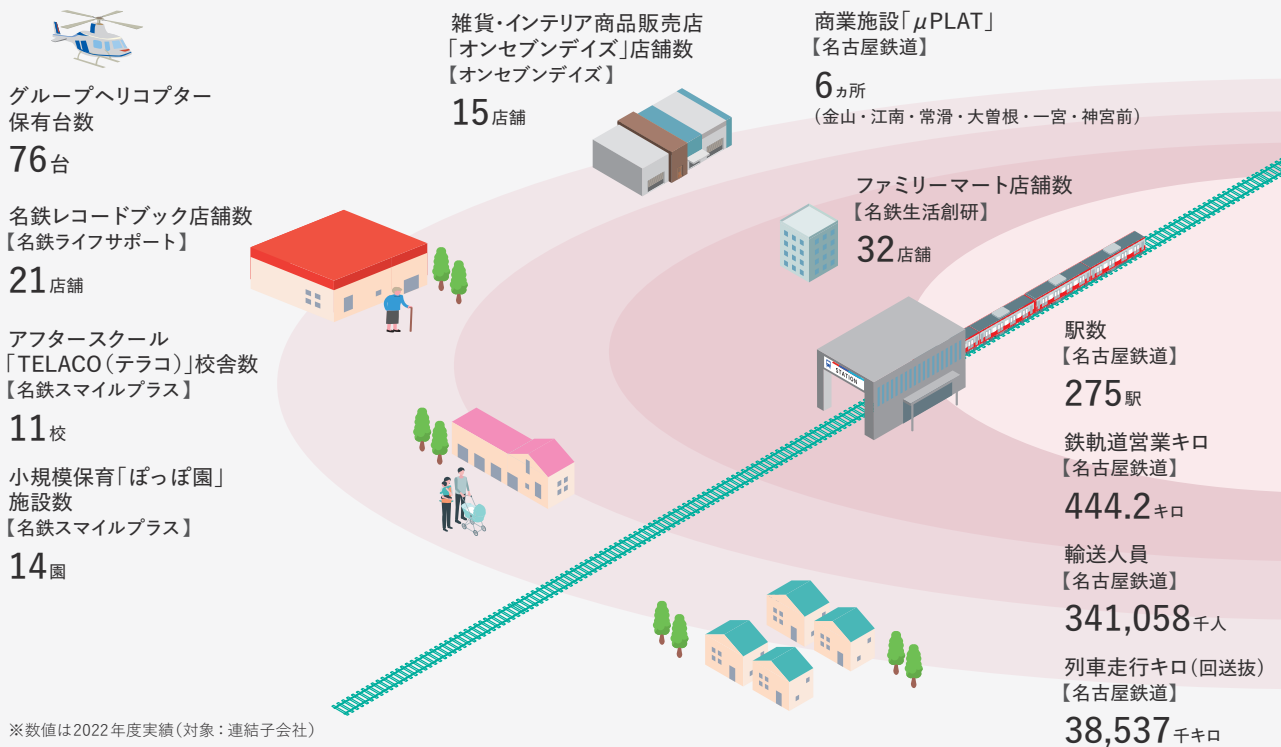 グループヘリコプター
保有台数
76台
名鉄レコードブック店舗数
【名鉄ライフサポート】
21店舗
アフタースクール
「TELACO(テラコ)」校舎数
【名鉄スマイルプラス】
11校
小規模保育「ぽっぽ園」
施設数
【名鉄スマイルプラス】
14園
雑貨・インテリア商品販売店
「オンセブンデイズ」店舗数
【オンセブンデイズ】
15店舗
商業施設「μPLAT」
【名古屋鉄道】
6ヵ所
(金山・江南・常滑・大曽根・一宮・神宮前)
ファミリーマート店舗数
【名鉄生活創研】
32店舗
STATION
駅数
【名古屋鉄道】
275駅
鉄軌道営業キロ
【名古屋鉄道】
444.2キロ
輸送人員
【名古屋鉄道】
341,058千人
列車走行キロ(回送抜)
【名古屋鉄道】
38,537千キロ
※数値は2022年度実績(対象:連結子会社)